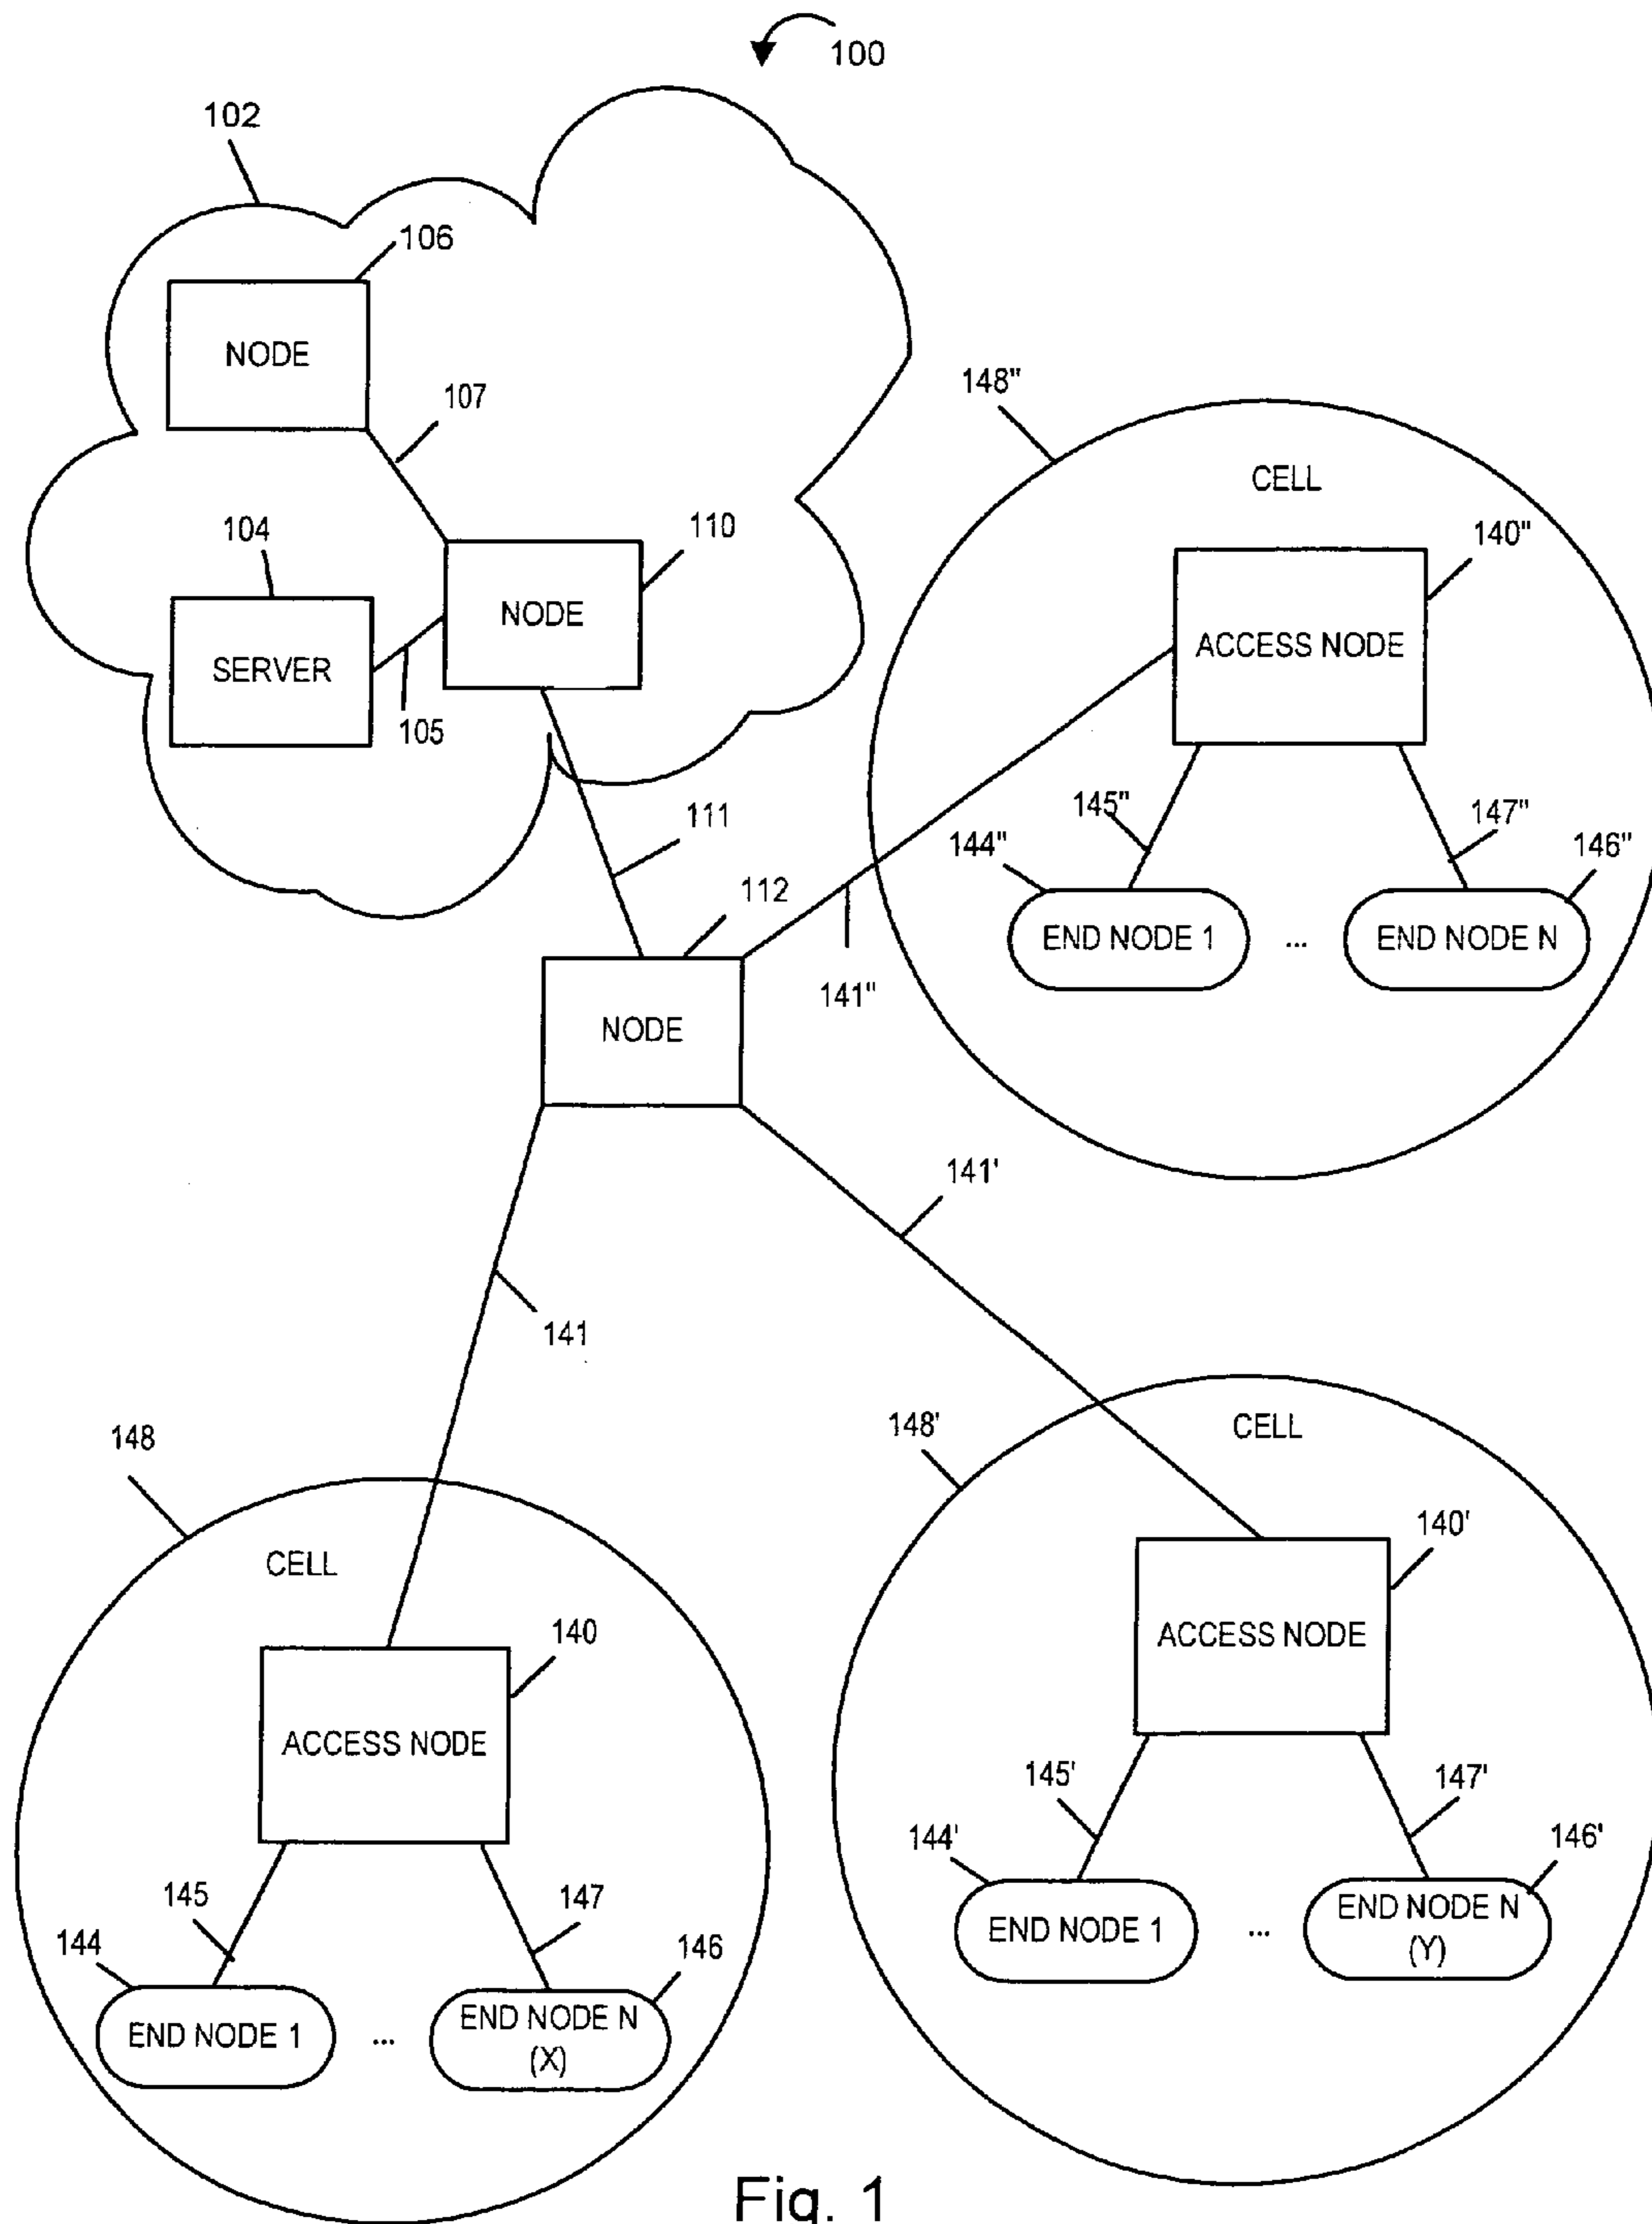 100
102
106
NODE
107
148"
CELL
104
110
140"
NODE
ACCESS NODE
SERVER
105
145"
147"
111
144"
146"
112
END NODE 1 ... END NODE N
141"
NODE
141'
141
148
148'
CELL
CELL
140'
140
ACCESS NODE
ACCESS NODE
145'
147'
144'
146'
145
147
END NODE 1 ... END NODE N
(Y)
144
146
END NODE 1 ... END NODE N
(X)
Fig. 1